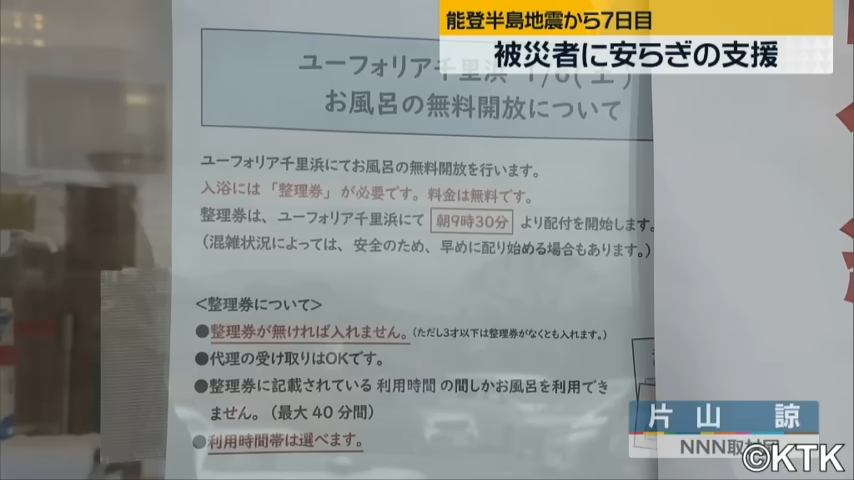 能登半島地震から7日目
被災者に安らぎの支援
ユーフォリア千里浜 1/6(土)
お風呂の無料開放について
ユーフォリア千里浜にてお風呂の無料開放を行います。
入浴には「整理券」が必要です。料金は無料です。
整理券は、ユーフォリア千里浜にて 朝9時30分 より配付を開始します。
(混雑状況によっては、安全のため、早めに配り始める場合もあります。)
<整理券について>
●整理券が無ければ入れません。(ただし3才以下は整理券がなくとも入れます。)
●代理の受け取りはOKです。
●整理券に記載されている 利用時間 の間しかお風呂を利用でき
ません。(最大40分間)
●利用時間帯は選べます。
片山 諒
NNN取材団
©KTK